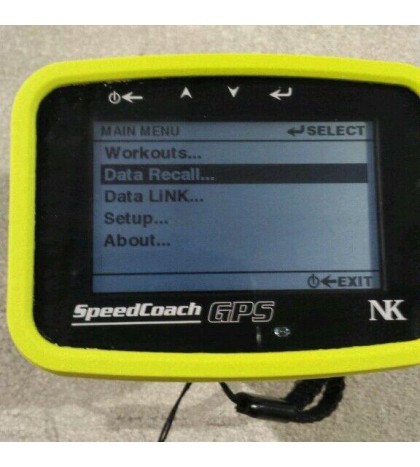 MAIN MENU SELECT
Workouts...
Data Recall...
Data LiNK...
Setup...
About...
EXIT
SpeedCoach GPS NK